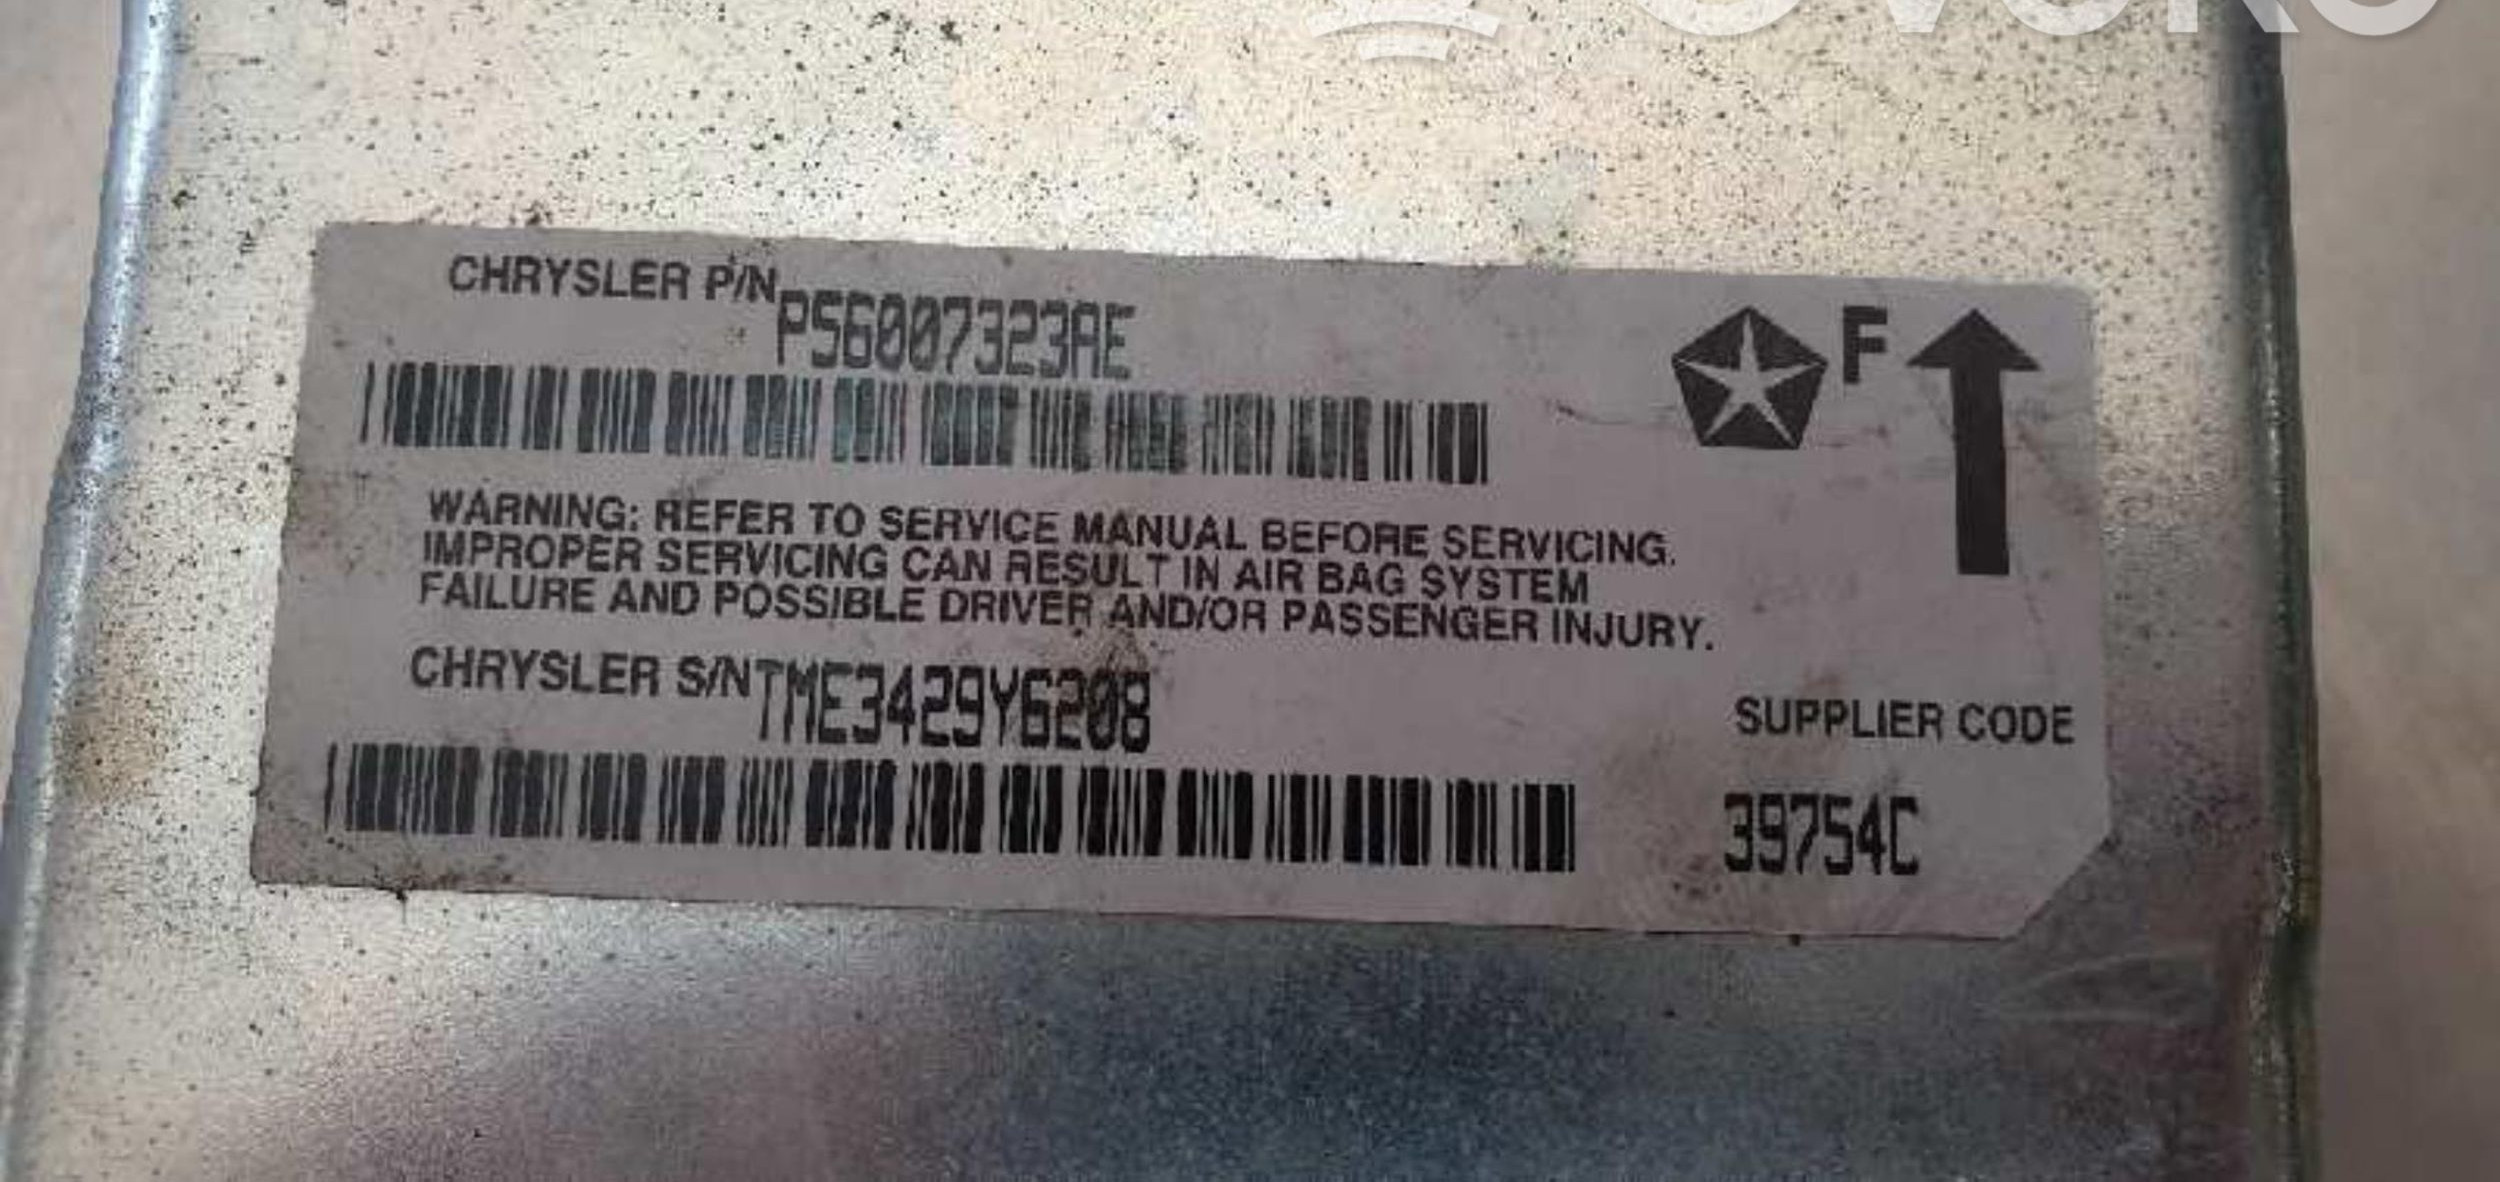 CHRYSLER P/N P56007323AE
F
WARNING: REFER TO SERVICE MANUAL BEFORE SERVICING.
IMPROPER SERVICING CAN RESULT IN AIR BAG SYSTEM
FAILURE AND POSSIBLE DRIVER AND/OR PASSENGER INJURY.
CHRYSLER S/N TME3429Y6208
SUPPLIER CODE
39754C